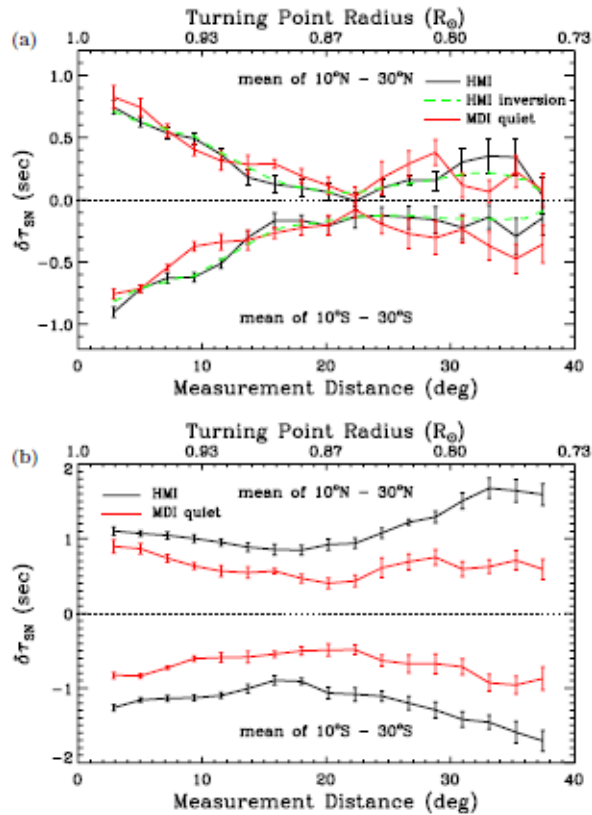 (a)
Turning Point Radius (R⊙)
1.0 0.93 0.87 0.80 0.73
mean of 10°N – 30°N
HMI
HMI inversion
MDI quiet
1.0
0.5
0.0
−0.5
−1.0
δτSN (sec)
mean of 10°S – 30°S
0 10 20 30 40
Measurement Distance (deg)
(b)
Turning Point Radius (R⊙)
1.0 0.93 0.87 0.80 0.73
HMI
MDI quiet
mean of 10°N – 30°N
2
1
0
−1
−2
δτSN (sec)
mean of 10°S – 30°S
0 10 20 30 40
Measurement Distance (deg)